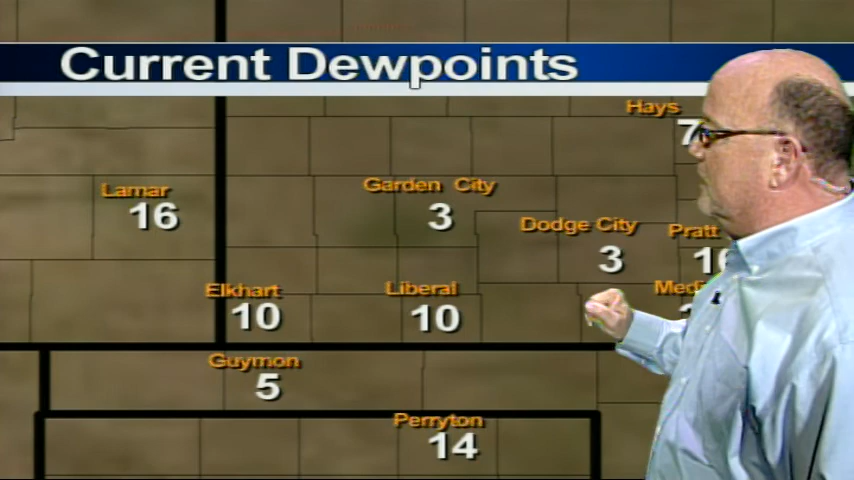 Current Dewpoints
Hays
7
Lamar
16
Garden City
3
Dodge City
3
Pratt
Elkhart
10
Liberal
10
Guymon
5
Perryton
14